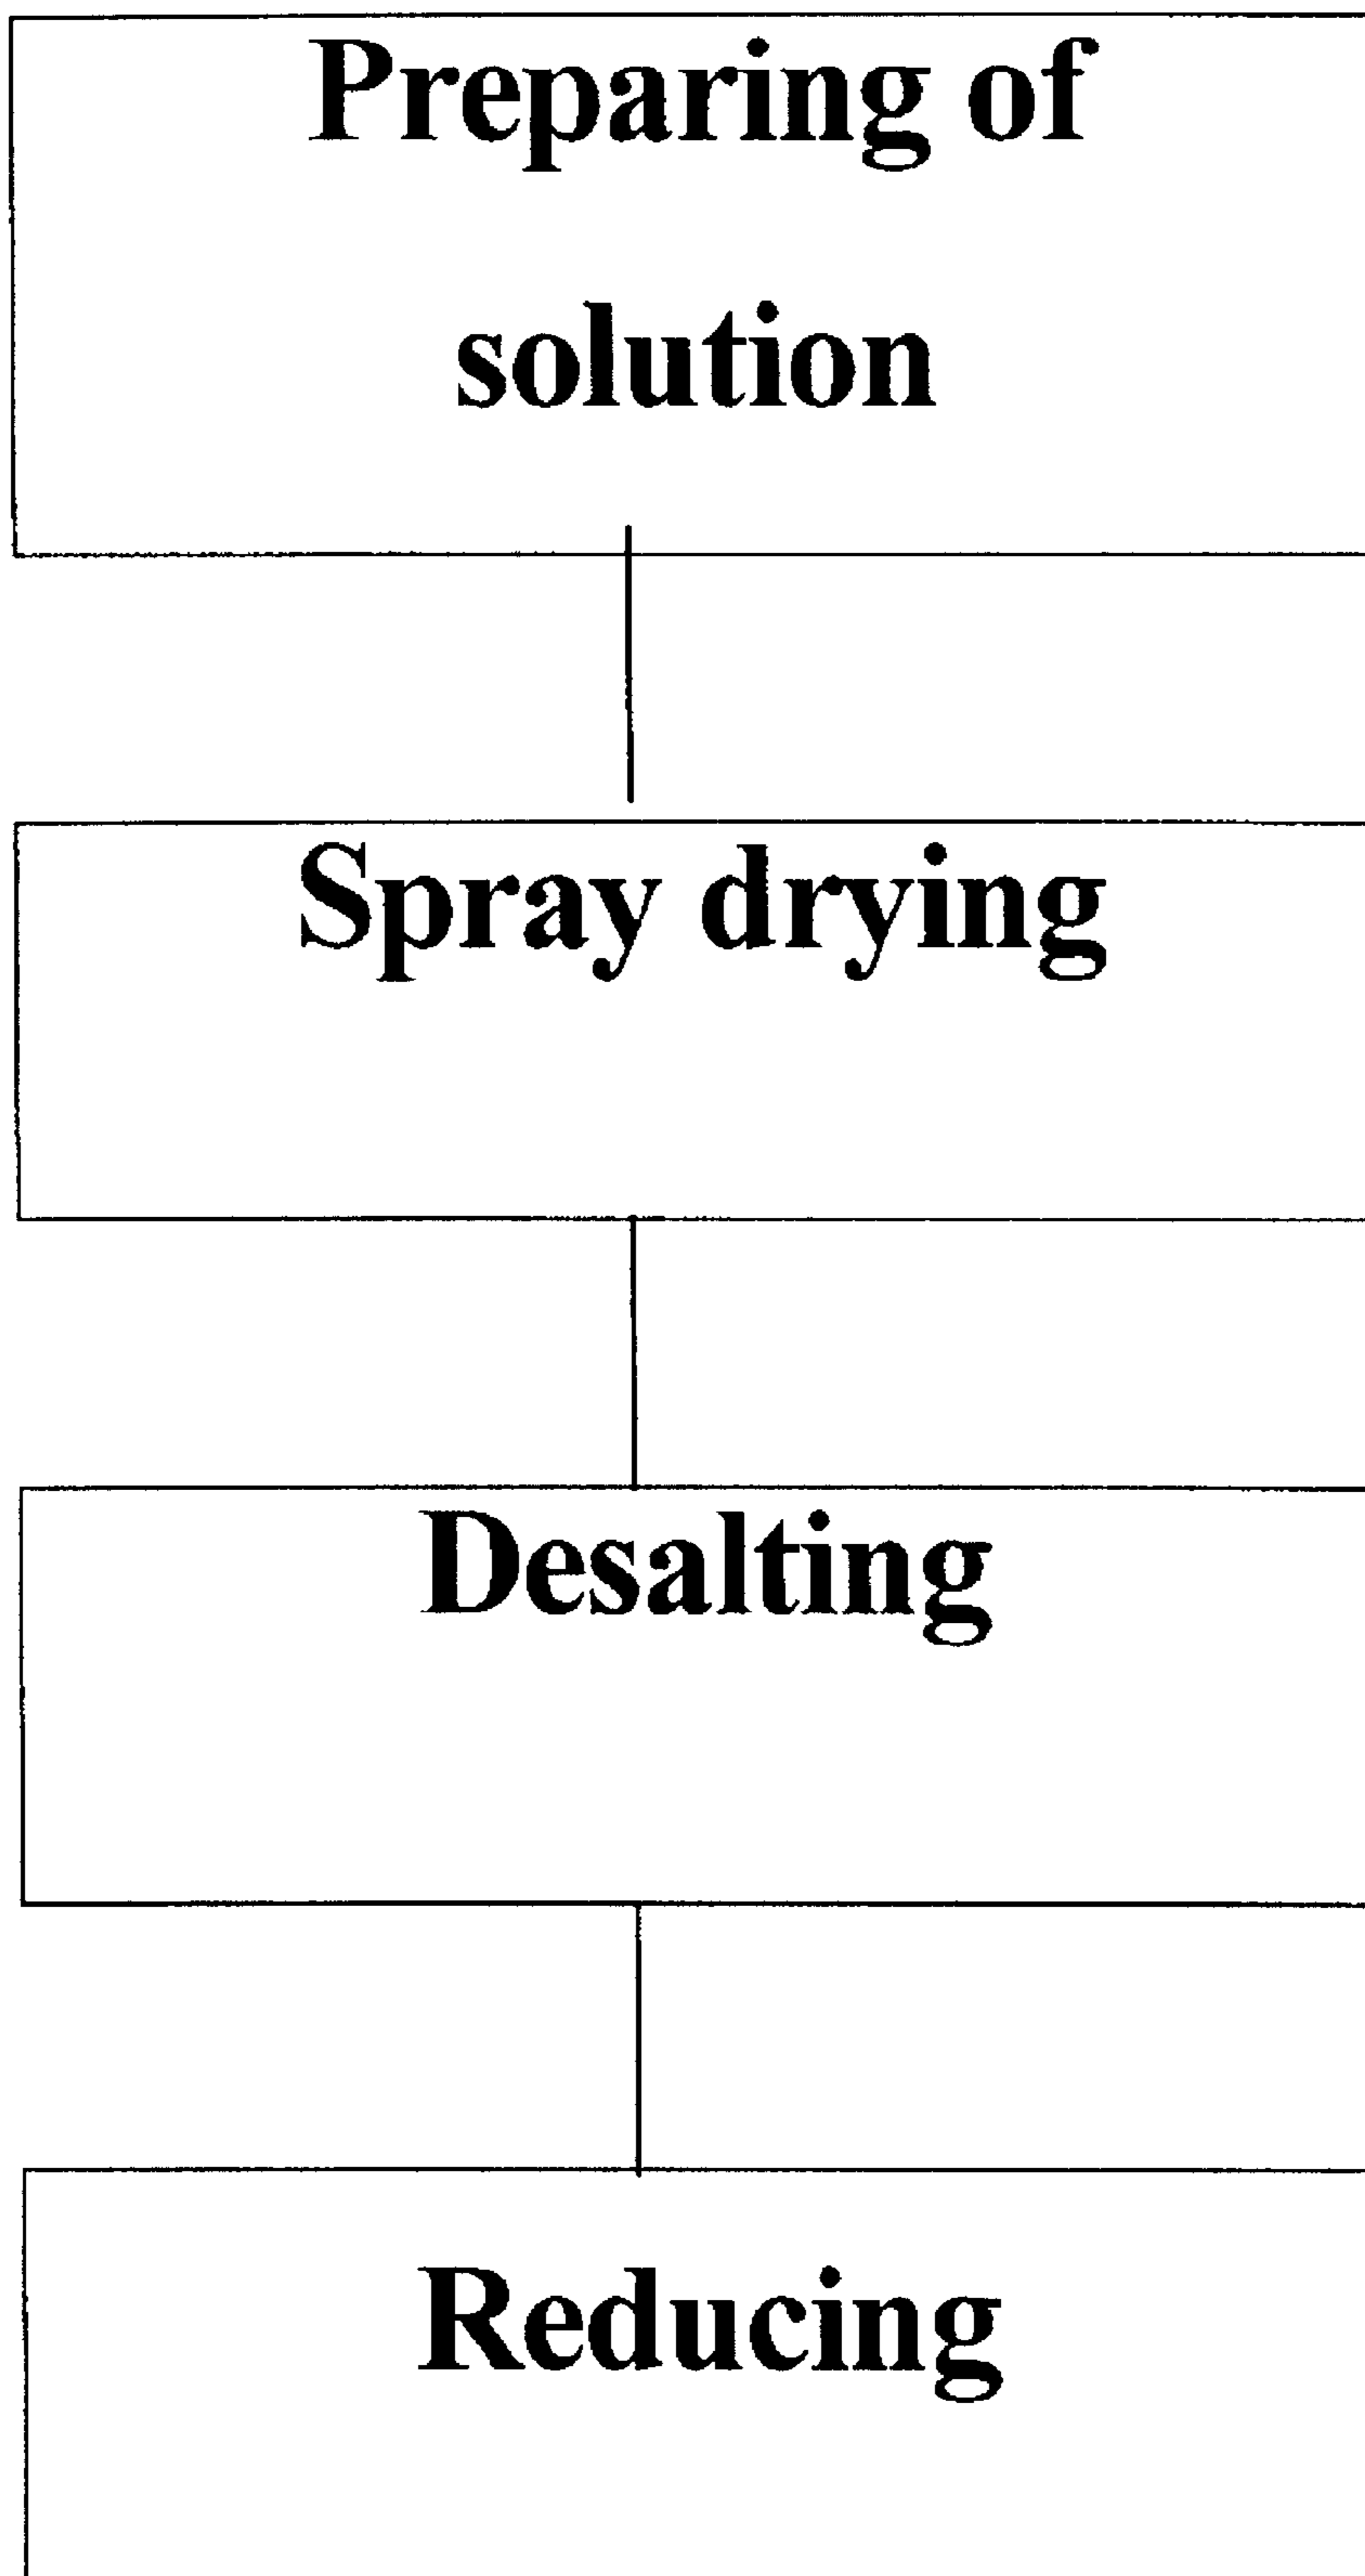 Preparing of
solution
Spray drying
Desalting
Reducing